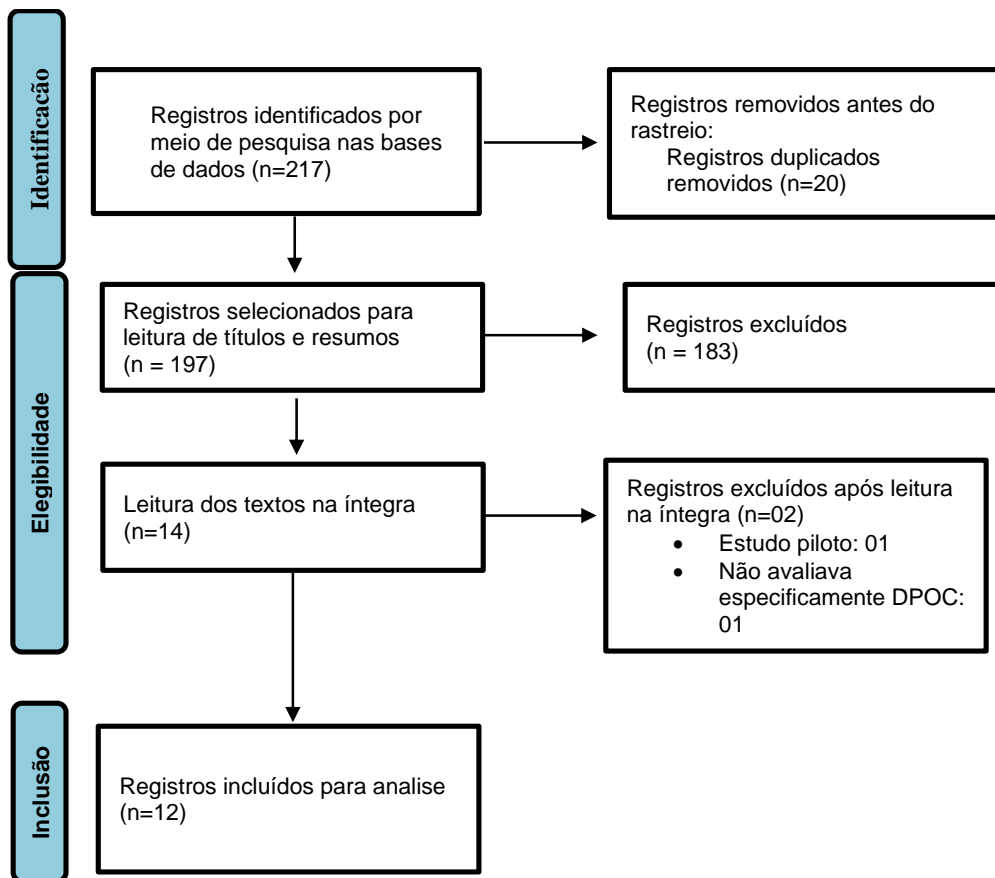 Identificação
Registros identificados por
meio de pesquisa nas bases
de dados (n=217)
Registros removidos antes do
rastreio:
Registros duplicados
removidos (n=20)
Elegibilidade
Registros selecionados para
leitura de títulos e resumos
(n = 197)
Registros excluídos
(n = 183)
Leitura dos textos na íntegra
(n=14)
Registros excluídos após leitura
na íntegra (n=02)
• Estudo piloto: 01
• Não avaliava
especificamente DPOC:
01
Inclusão
Registros incluídos para analise
(n=12)